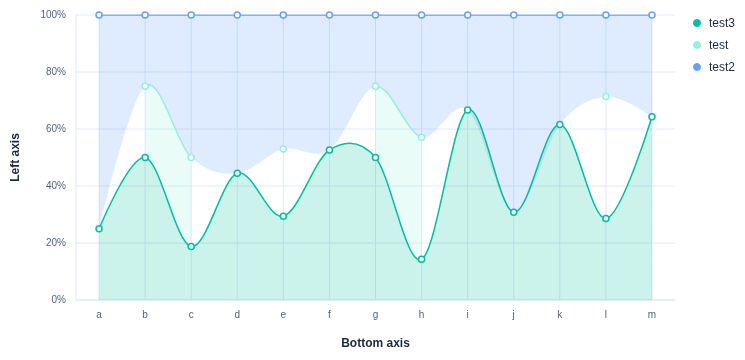 100%
80%
60%
40%
20%
0%
Left axis
a b c d e f g h i j k l m
Bottom axis
test3
test
test2